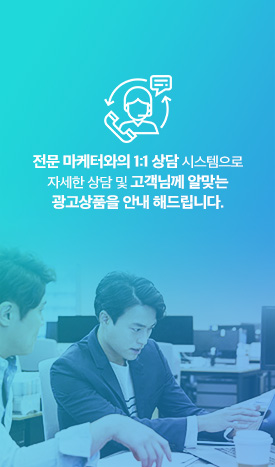 전문 마케터와의 1:1 상담 시스템으로
자세한 상담 및 고객님께 알맞는
광고상품을 안내 해드립니다.